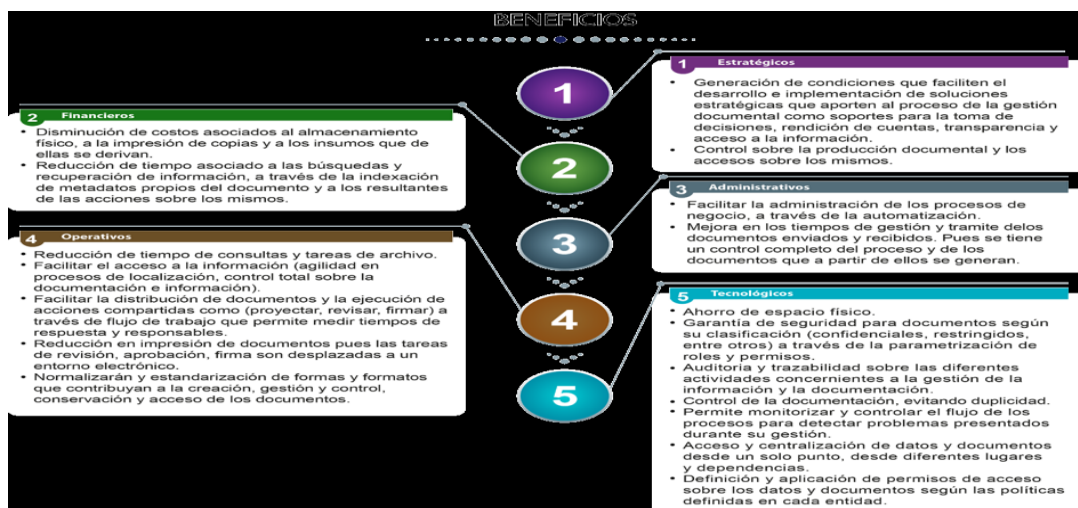 BENEFICIOS
1 Estratégicos
• Generación de condiciones que faciliten el
desarrollo e implementación de soluciones
estratégicas que aporten al proceso de la gestión
documental como soportes para la toma de
decisiones, rendición de cuentas, transparencia y
acceso a la información.
• Control sobre la producción documental y los
accesos sobre los mismos.
2 Financieros
• Disminución de costos asociados al almacenamiento
físico, a la impresión de copias y a los insumos que de
ellas se derivan.
• Reducción de tiempo asociado a las búsquedas y
recuperación de información, a través de la indexación
de metadatos propios del documento y a los resultantes
de las acciones sobre los mismos.
3 Administrativos
• Facilitar la administración de los procesos de
negocio, a través de la automatización.
• Mejora en los tiempos de gestión y tramite delos
documentos enviados y recibidos. Pues se tiene
un control completo del proceso y de los
documentos que a partir de ellos se generan.
4 Operativos
• Reducción de tiempo de consultas y tareas de archivo.
• Facilitar el acceso a la información (agilidad en
procesos de localización, control total sobre la
documentación e información).
• Facilitar la distribución de documentos y la ejecución de
acciones compartidas como (proyectar, revisar, firmar) a
través de flujo de trabajo que permite medir tiempos de
respuesta y responsables.
• Reducción en impresión de documentos pues las tareas
de revisión, aprobación, firma son desplazadas a un
entorno electrónico.
• Normalizarán y estandarización de formas y formatos
que contribuyan a la creación, gestión y control,
conservación y acceso de los documentos.
5 Tecnológicos
• Ahorro de espacio físico.
• Garantía de seguridad para documentos según
su clasificación (confidenciales, restringidos,
entre otros) a través de la parametrización de
roles y permisos.
• Auditoria y trazabilidad sobre las diferentes
actividades concernientes a la gestión de la
información y la documentación.
• Control de la documentación, evitando duplicidad.
• Permite monitorizar y controlar el flujo de los
procesos para detectar problemas presentados
durante su gestión.
• Acceso y centralización de datos y documentos
desde un solo punto, desde diferentes lugares
y dependencias.
• Definición y aplicación de permisos de acceso
sobre los datos y documentos según las políticas
definidas en cada entidad.
1
2
3
4
5